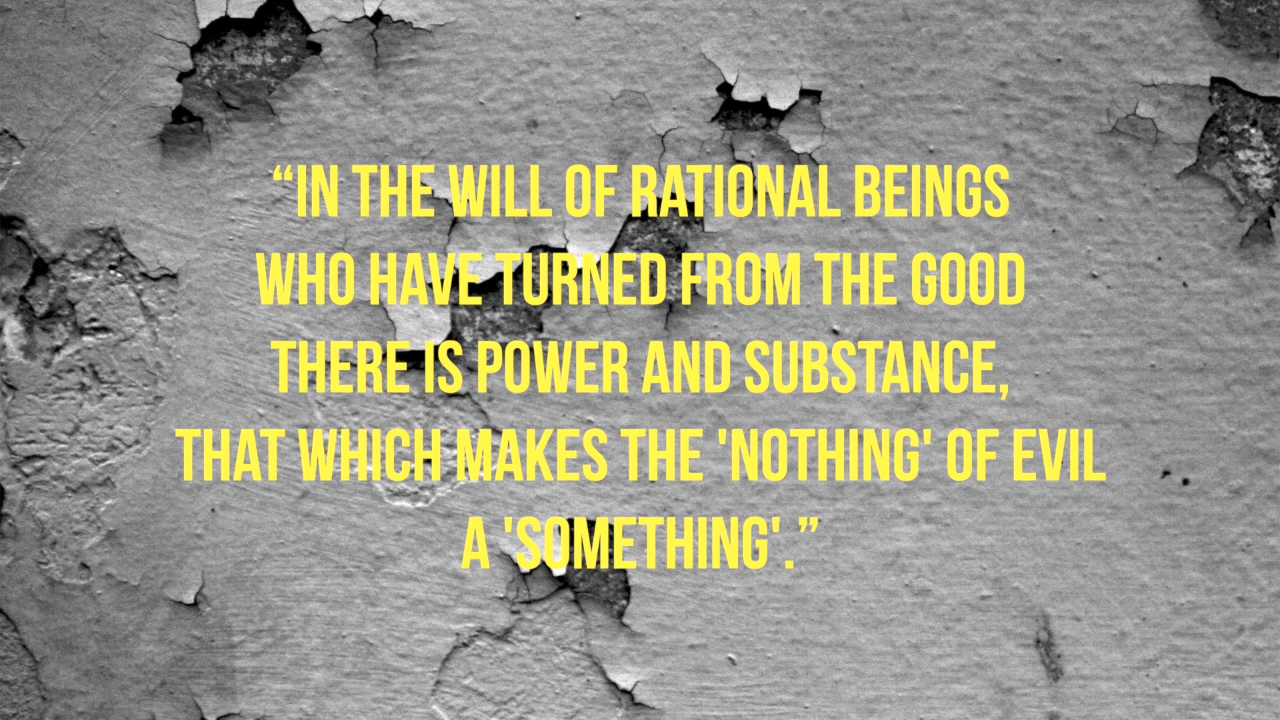 “IN THE WILL OF RATIONAL BEINGS
WHO HAVE TURNED FROM THE GOOD
THERE IS POWER AND SUBSTANCE,
THAT WHICH MAKES THE 'NOTHING' OF EVIL
A 'SOMETHING'.”